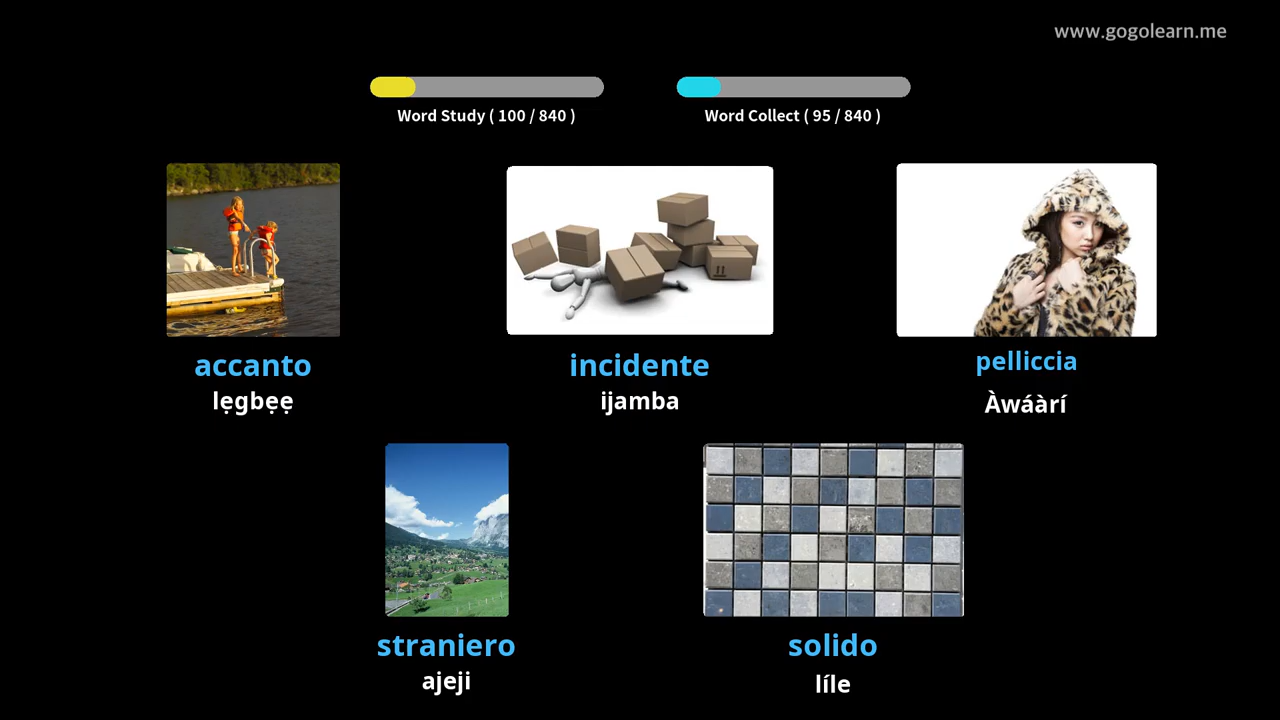 www.gogolearn.me
Word Study ( 100 / 840 )
Word Collect ( 95 / 840 )
accanto
lẹgbẹẹ
incidente
ijamba
pelliccia
Àwáàrí
straniero
ajeji
solido
líle